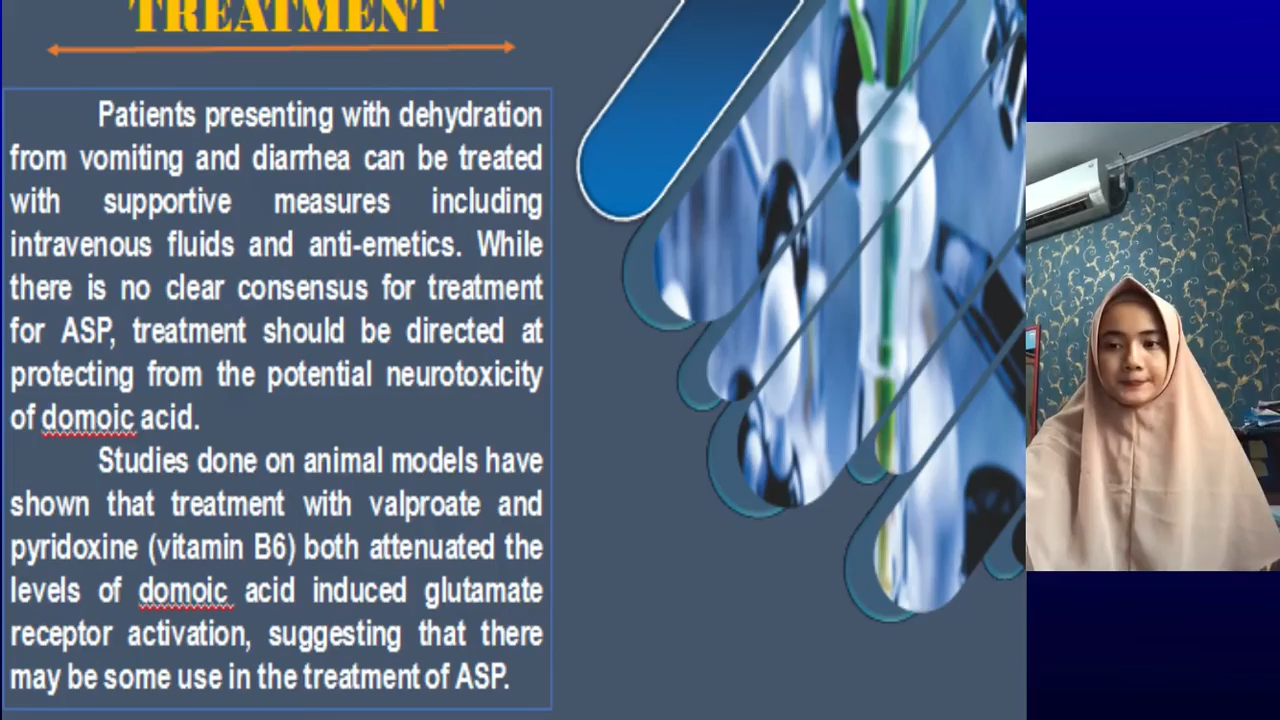 TREATMENT
Patients presenting with dehydration
from vomiting and diarrhea can be treated
with supportive measures including
intravenous fluids and anti-emetics. While
there is no clear consensus for treatment
for ASP, treatment should be directed at
protecting from the potential neurotoxicity
of domoic acid.
Studies done on animal models have
shown that treatment with valproate and
pyridoxine (vitamin B6) both attenuated the
levels of domoic acid induced glutamate
receptor activation, suggesting that there
may be some use in the treatment of ASP.